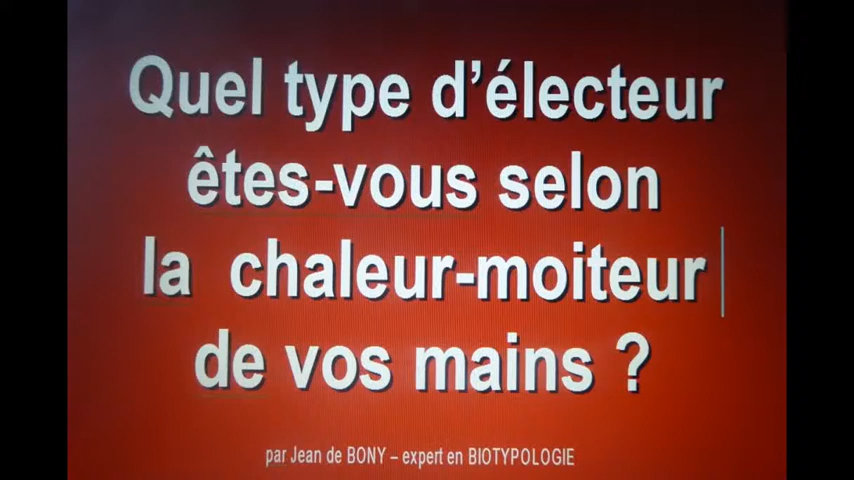 Quel type d’électeur
êtes-vous selon
la chaleur-moiteur
de vos mains ?
par Jean de BONY – expert en BIOTYPOLOGIE